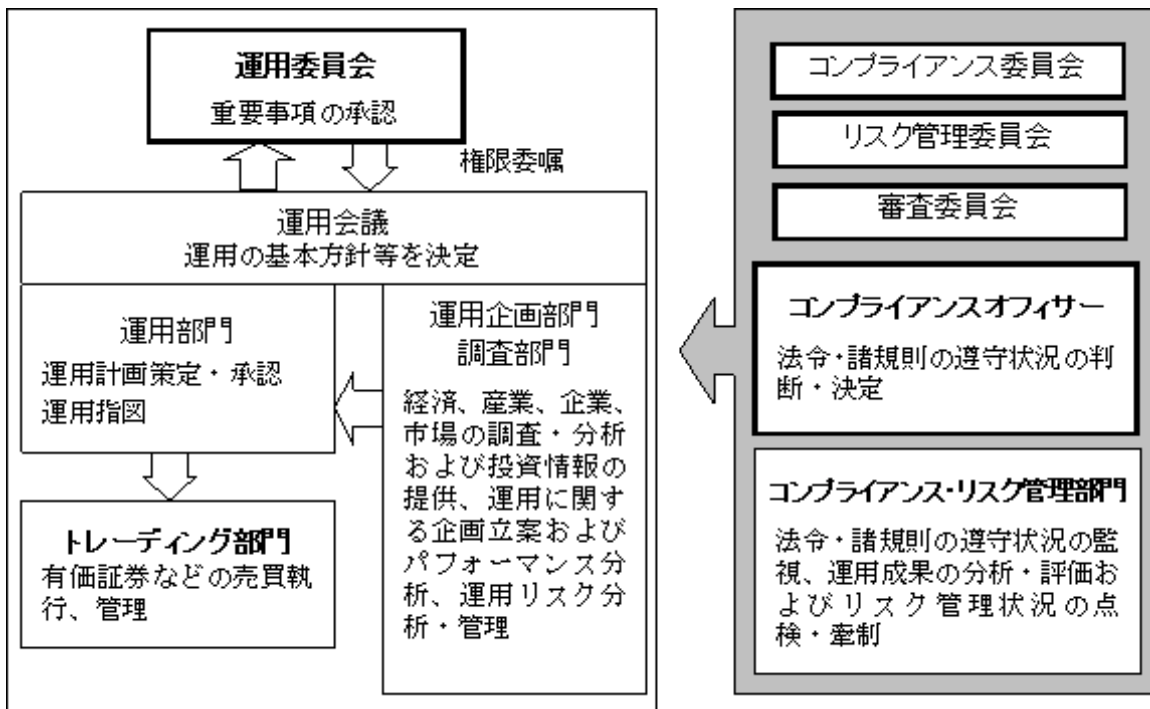 運用委員会
重要事項の承認
権限委嘱
運用会議
運用の基本方針等を決定
運用部門
運用計画策定・承認
運用指図
運用企画部門
調査部門
経済、産業、企業、
市場の調査・分析
および投資情報の
提供、運用に関す
る企画立案および
パフォーマンス分
析、運用リスク分
析・管理
トレーディング部門
有価証券などの売買執
行、管理
コンプライアンス委員会
リスク管理委員会
審査委員会
コンプライアンスオフィサー
法令・諸規則の遵守状況の判
断・決定
コンプライアンス・リスク管理部門
法令・諸規則の遵守状況の監
視、運用成果の分析・評価お
よびリスク管理状況の点
検・牽制